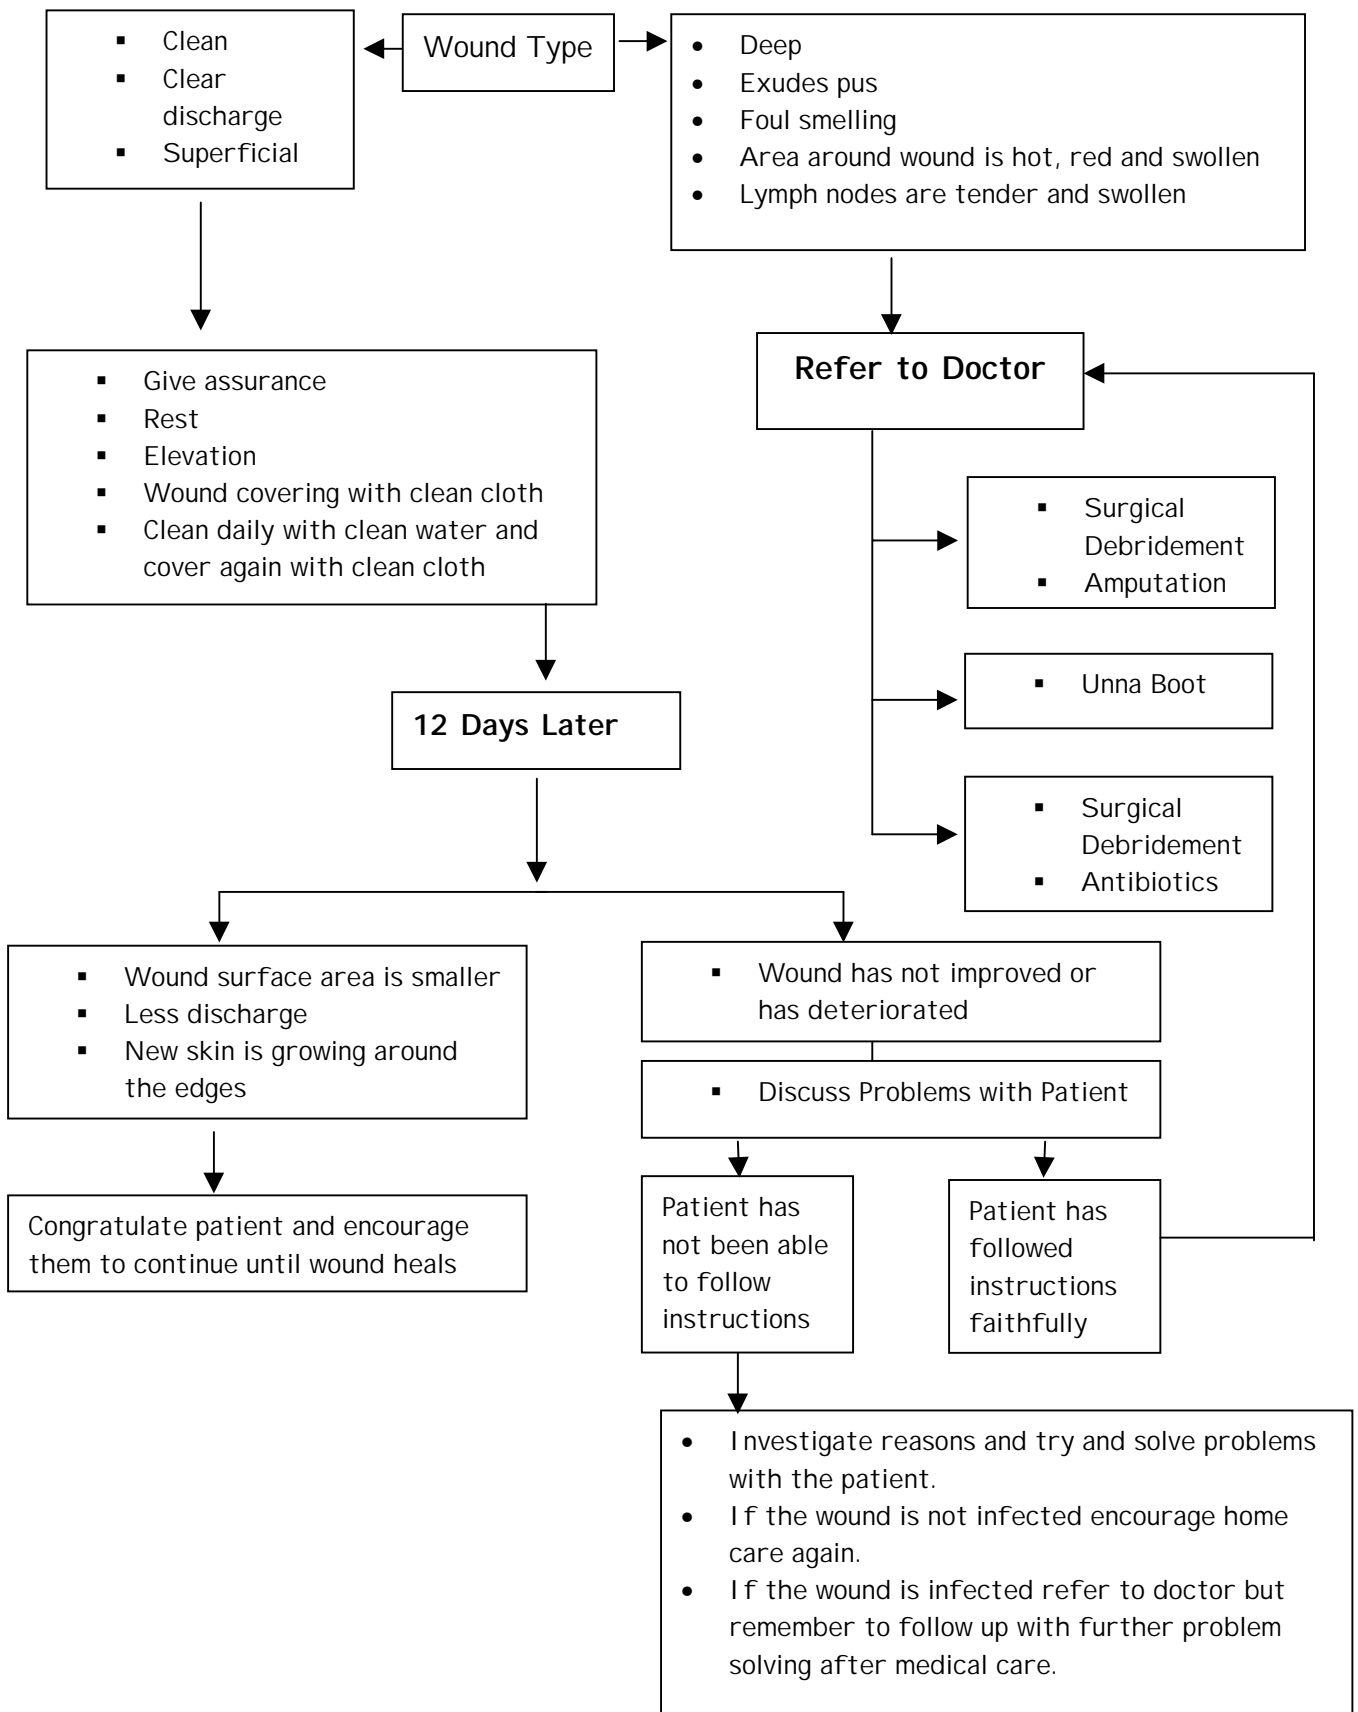 Wound Type
▪ Clean
▪ Clear
discharge
▪ Superficial
• Deep
• Exudes pus
• Foul smelling
• Area around wound is hot, red and swollen
• Lymph nodes are tender and swollen
▪ Give assurance
▪ Rest
▪ Elevation
▪ Wound covering with clean cloth
▪ Clean daily with clean water and
cover again with clean cloth
Refer to Doctor
▪ Surgical
Debridement
▪ Amputation
▪ Unna Boot
▪ Surgical
Debridement
▪ Antibiotics
12 Days Later
▪ Wound surface area is smaller
▪ Less discharge
▪ New skin is growing around
the edges
Congratulate patient and encourage
them to continue until wound heals
▪ Wound has not improved or
has deteriorated
▪ Discuss Problems with Patient
Patient has
not been able
to follow
instructions
Patient has
followed
instructions
faithfully
• Investigate reasons and try and solve problems
with the patient.
• If the wound is not infected encourage home
care again.
• If the wound is infected refer to doctor but
remember to follow up with further problem
solving after medical care.